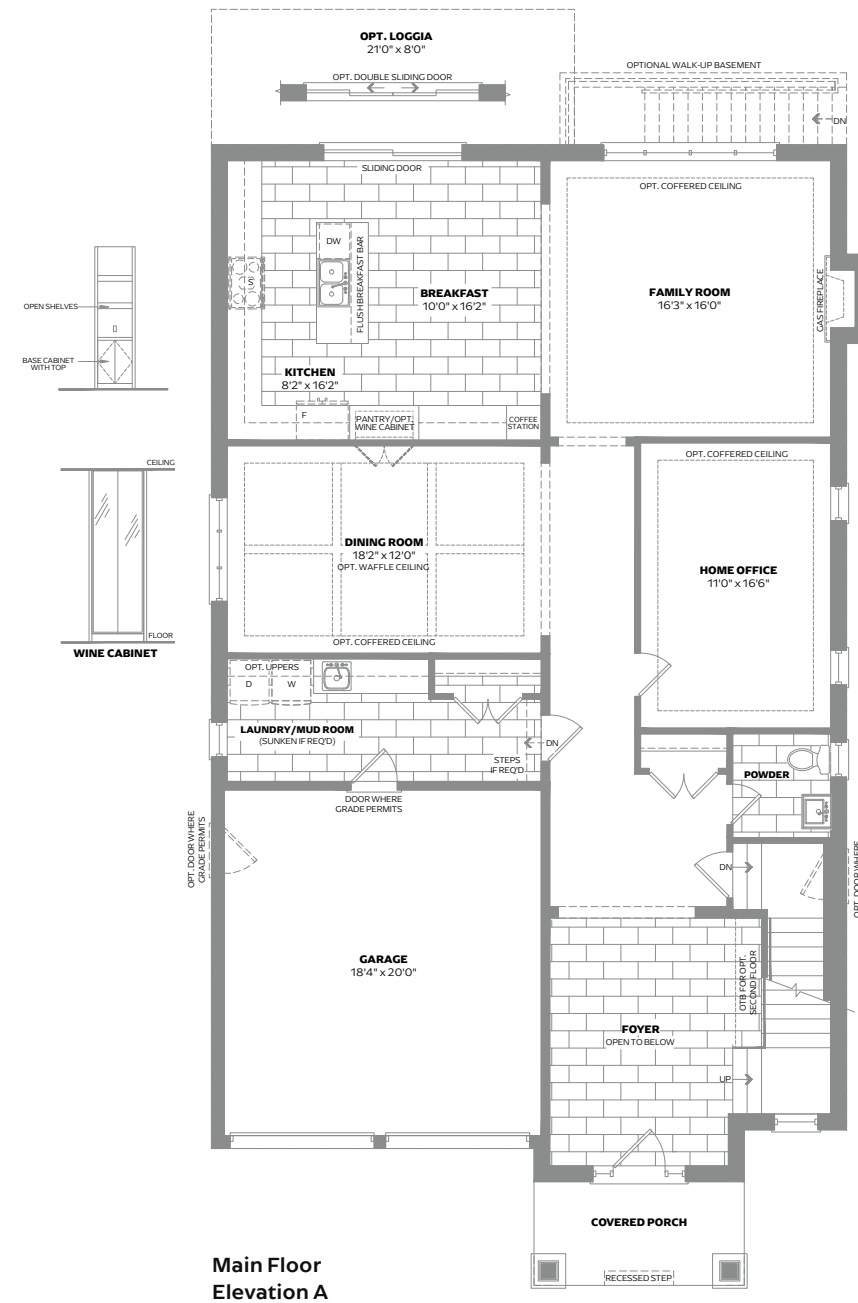 OPT. LOGGIA
21'0" x 8'0"
OPT. DOUBLE SLIDING DOOR
OPTIONAL WALK-UP BASEMENT
DN
SLIDING DOOR
OPT. COFFERED CEILING
DW
S
FLUSH BREAKFAST BAR
BREAKFAST
10'0" x 16'2"
FAMILY ROOM
16'3" x 16'0"
GAS FIREPLACE
OPEN SHELVES
BASE CABINET
WITH TOP
KITCHEN
8'2" x 16'2"
F
PANTRY/OPT.
WINE CABINET
COFFEE
STATION
CEILING
FLOOR
WINE CABINET
OPT. COFFERED CEILING
DINING ROOM
18'2" x 12'0"
OPT. WAFFLE CEILING
OPT. COFFERED CEILING
HOME OFFICE
11'0" x 16'6"
OPT. UPPERS
D
W
LAUNDRY/MUD ROOM
(SUNKEN IF REQ'D)
DN
STEPS
IF REQ'D
POWDER
DOOR WHERE
GRADE PERMITS
OPT. DOOR WHERE
GRADE PERMITS
OPT. DOOR WHERE
DN
GARAGE
18'4" x 20'0"
OTB FOR OPT.
SECOND FLOOR
FOYER
OPEN TO BELOW
UP
COVERED PORCH
RECESSED STEP
Main Floor
Elevation A